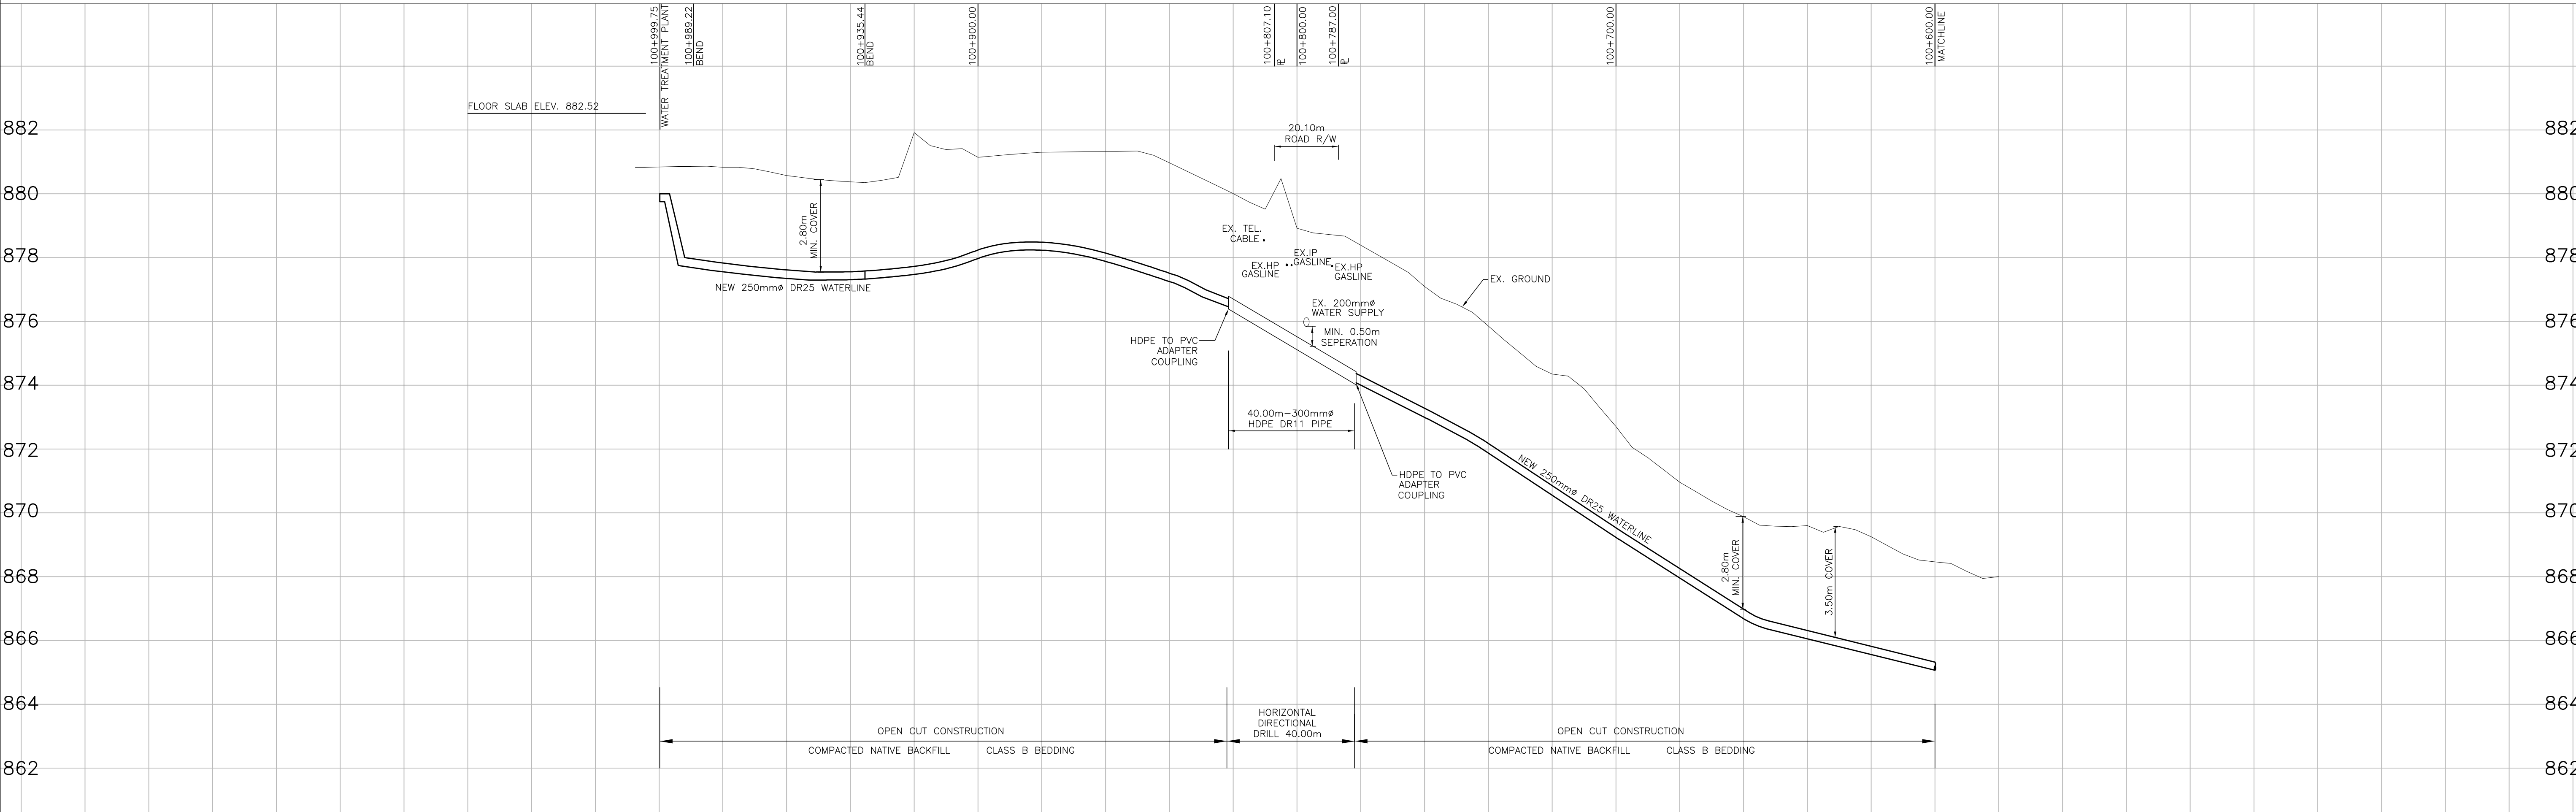 100+999.75
WATER TREATMENT PLANT
100+989.22
BEND
100+935.44
BEND
100+900.00
100+807.10
PL
100+800.00
100+787.00
PL
100+700.00
100+600.00
MATCHLINE
FLOOR SLAB ELEV. 882.52
882
882
20.10m
ROAD R/W
880
880
2.80m
MIN. COVER
EX. TEL.
CABLE
878
878
EX.HP
GASLINE
EX.IP
GASLINE
EX.HP
GASLINE
EX. GROUND
NEW 250mmø DR25 WATERLINE
EX. 200mmø
WATER SUPPLY
876
876
MIN. 0.50m
SEPERATION
HDPE TO PVC
ADAPTER
COUPLING
874
874
40.00m-300mmø
HDPE DR11 PIPE
872
872
HDPE TO PVC
ADAPTER
COUPLING
NEW 250mmø DR25 WATERLINE
870
870
2.80m
MIN. COVER
3.50m COVER
868
868
866
866
864
864
OPEN CUT CONSTRUCTION
COMPACTED NATIVE BACKFILL CLASS B BEDDING
HORIZONTAL
DIRECTIONAL
DRILL 40.00m
OPEN CUT CONSTRUCTION
COMPACTED NATIVE BACKFILL CLASS B BEDDING
862
862